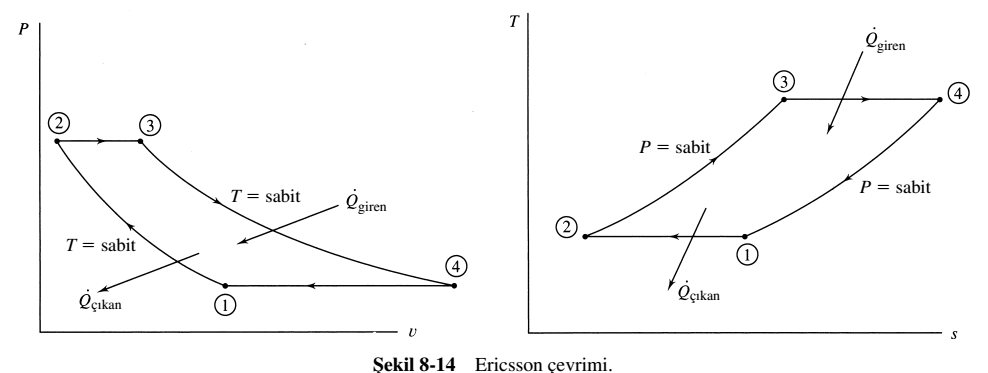 P
②
③
T = sabit
Q̇giren
T = sabit
④
Q̇çıkan
①
υ
T
Q̇giren
③
④
P = sabit
P = sabit
②
①
Q̇çıkan
s
Şekil 8-14 Ericsson çevrimi.